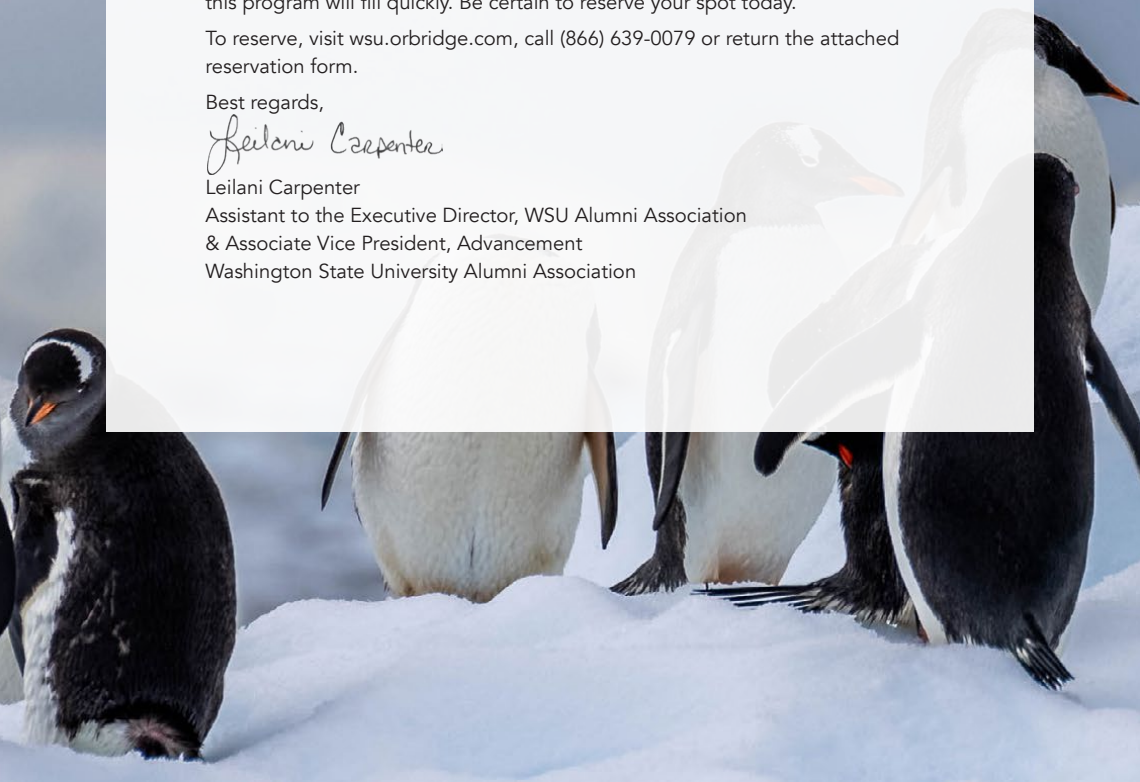 this program will fill quickly. Be certain to reserve your spot today.
To reserve, visit wsu.orbridge.com, call (866) 639-0079 or return the attached
reservation form.
Best regards,
Leilani Carpenter
Leilani Carpenter
Assistant to the Executive Director, WSU Alumni Association
& Associate Vice President, Advancement
Washington State University Alumni Association